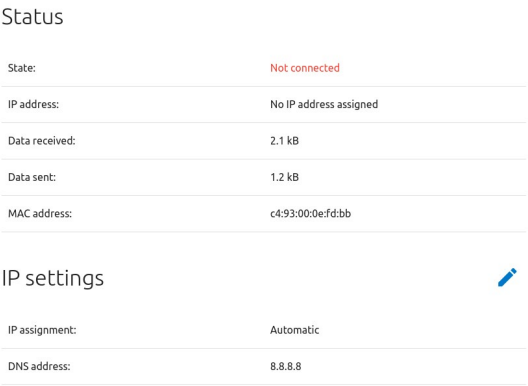 Status
State: Not connected
IP address: No IP address assigned
Data received: 2.1 kB
Data sent: 1.2 kB
MAC address: c4:93:00:0e:fd:bb
IP settings
IP assignment: Automatic
DNS address: 8.8.8.8